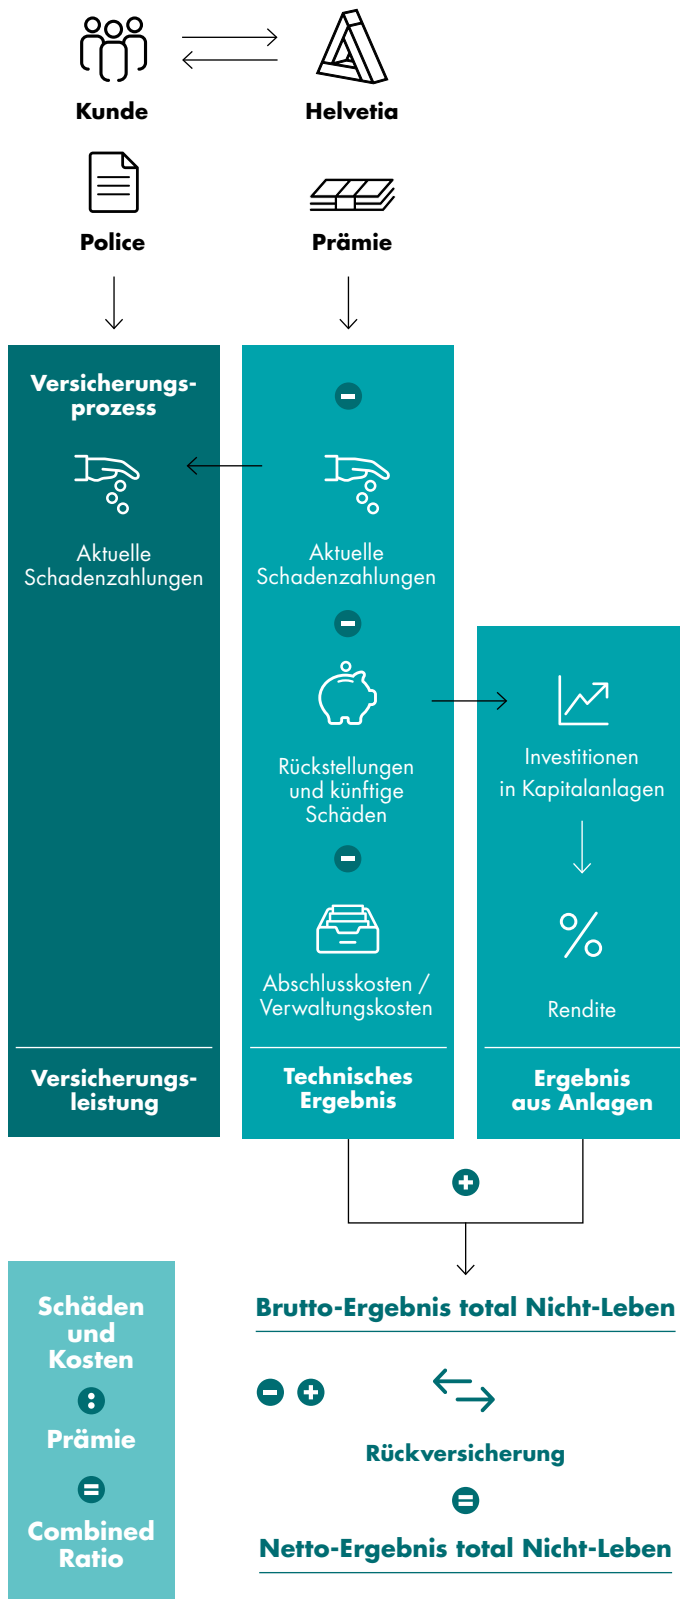 Kunde
Helvetia
Police
Prämie
Versicherungs-
prozess
Aktuelle
Schadenzahlungen
Versicherungs-
leistung
Aktuelle
Schadenzahlungen
Rückstellungen
und künftige
Schäden
Abschlusskosten /
Verwaltungskosten
Technisches
Ergebnis
Investitionen
in Kapitalanlagen
Rendite
Ergebnis
aus Anlagen
Schäden
und
Kosten
:
Prämie
=
Combined
Ratio
Brutto-Ergebnis total Nicht-Leben
Rückversicherung
=
Netto-Ergebnis total Nicht-Leben